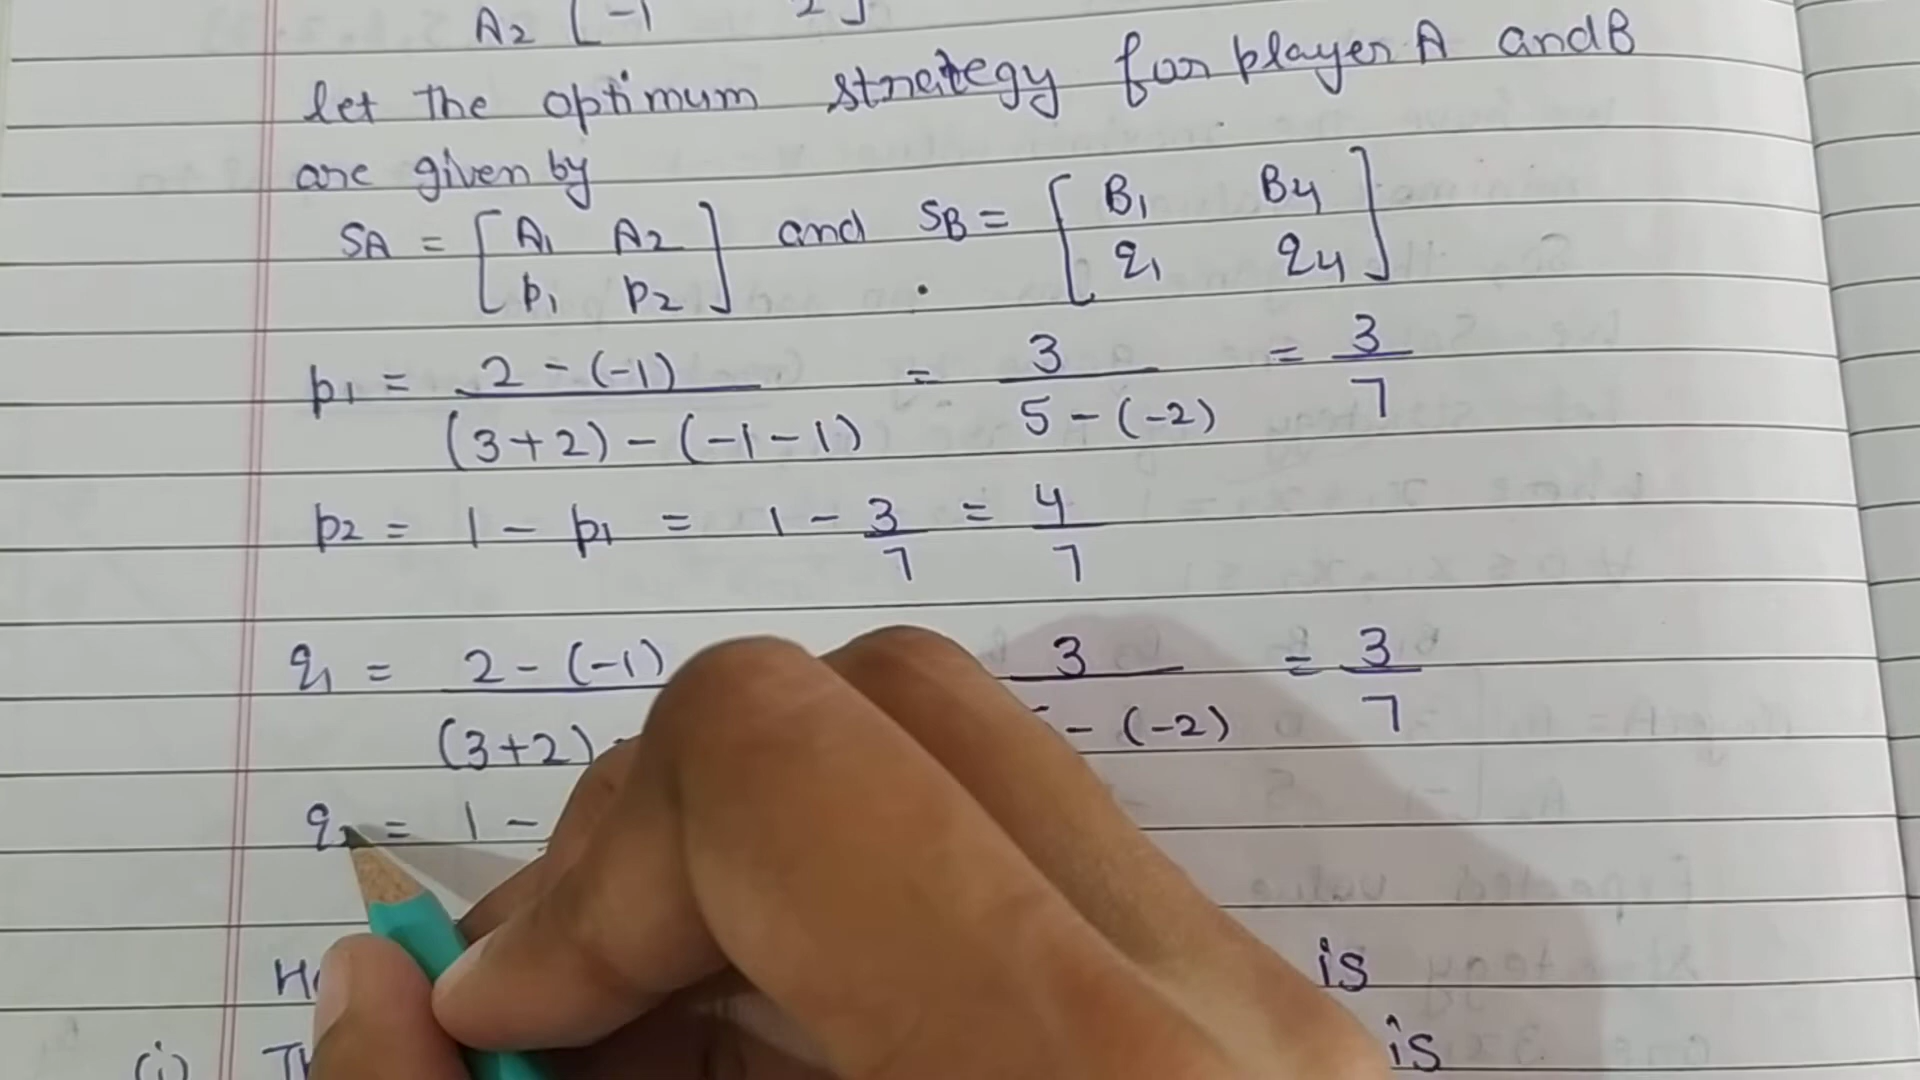 A2 [-1 2]
let the optimum strategy for player A and B
are given by
SA = [A1 A2 and SB = [B1 B4
p1 p2] q1 q4]
p1 = 2 - (-1) / (3+2) - (-1-1) = 3 / 5 - (-2) = 3/7
p2 = 1 - p1 = 1 - 3/7 = 4/7
q1 = 2 - (-1) / (3+2) 3 / - (-2) = 3/7
q = 1 -
is
(i) is